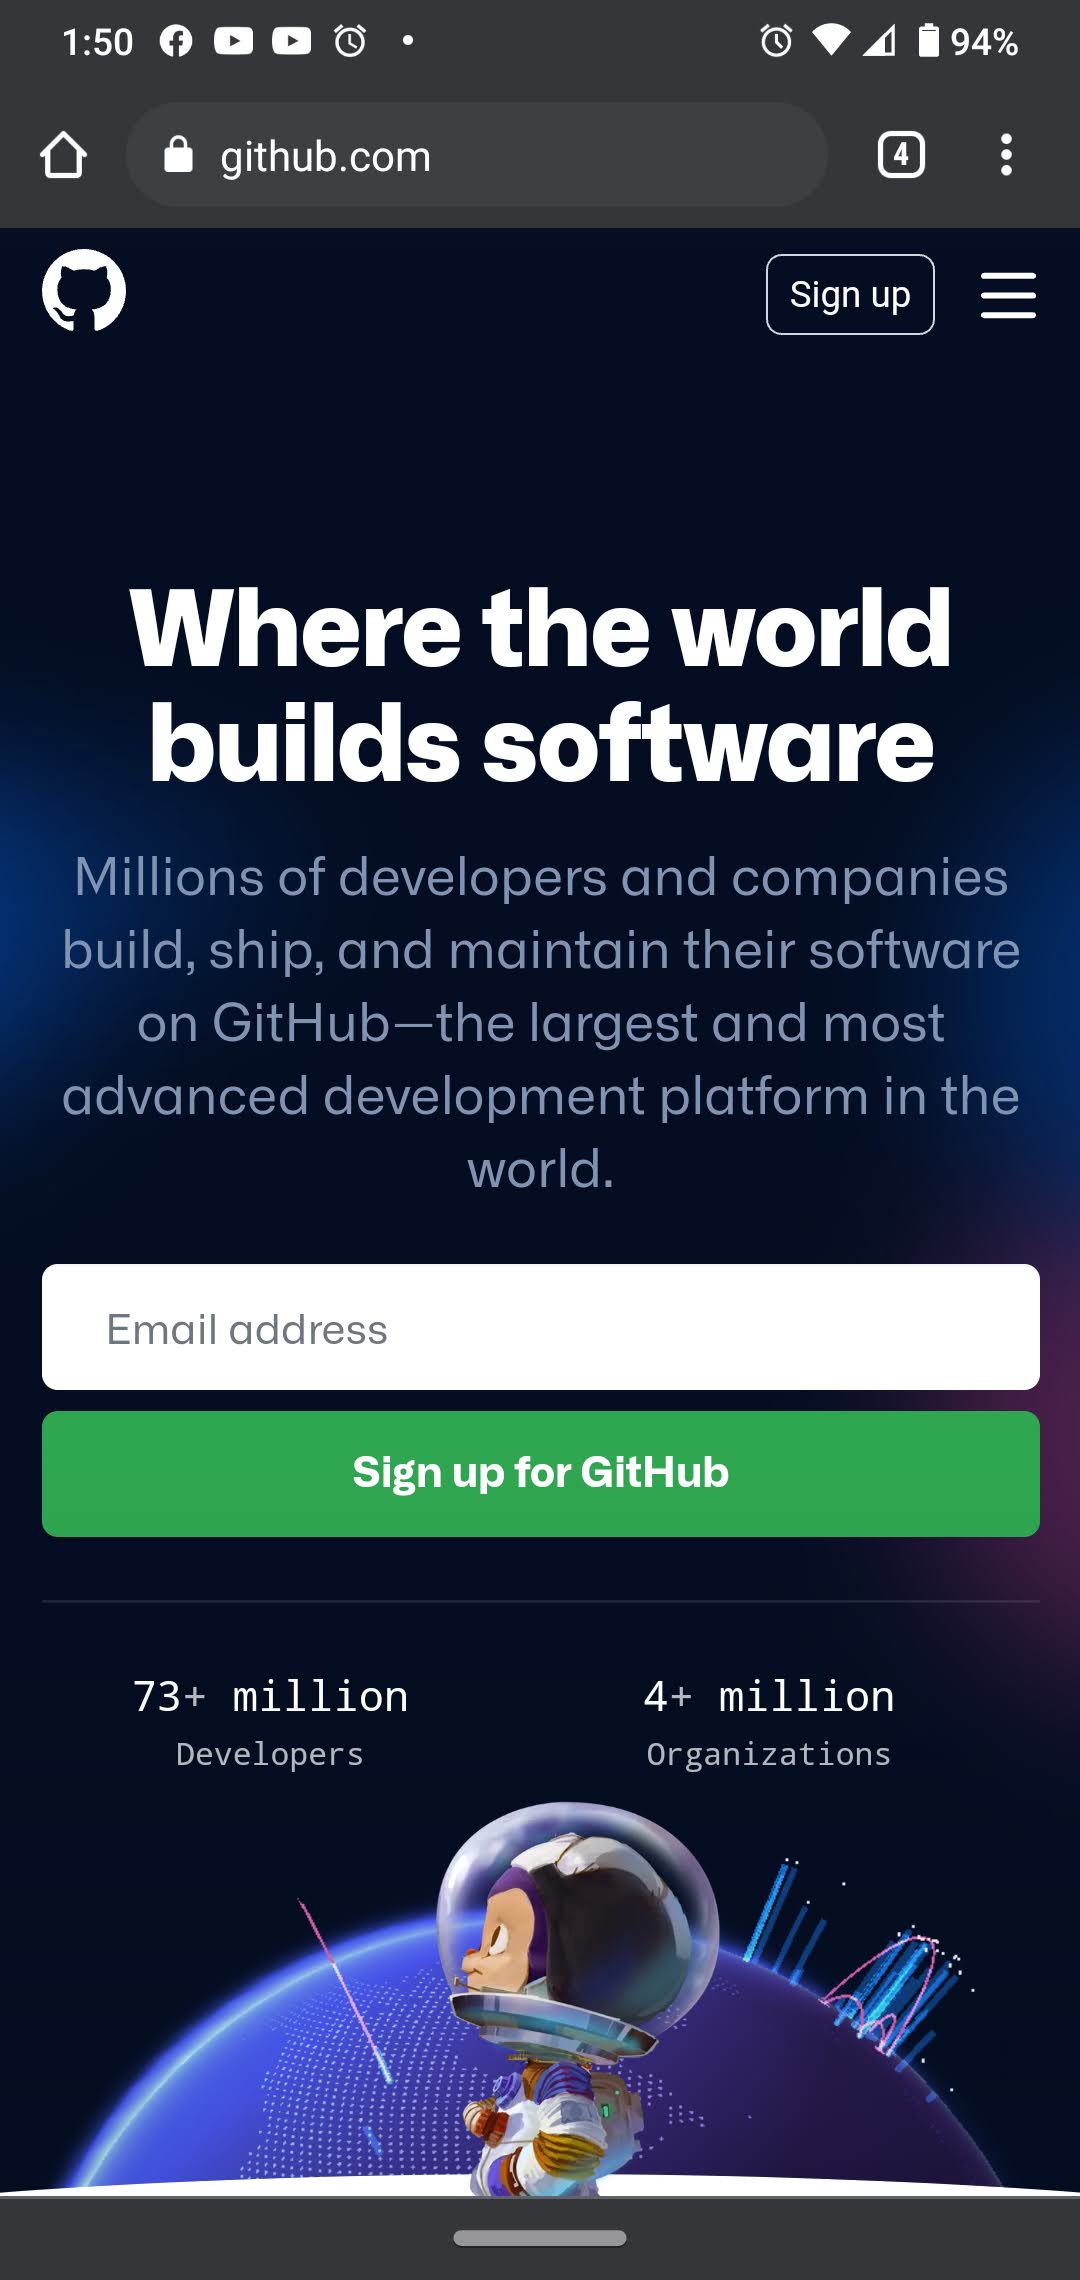 1:50
94%
github.com
4
Sign up
Where the world
builds software
Millions of developers and companies
build, ship, and maintain their software
on GitHub—the largest and most
advanced development platform in the
world.
Email address
Sign up for GitHub
73+ million 4+ million
Developers Organizations